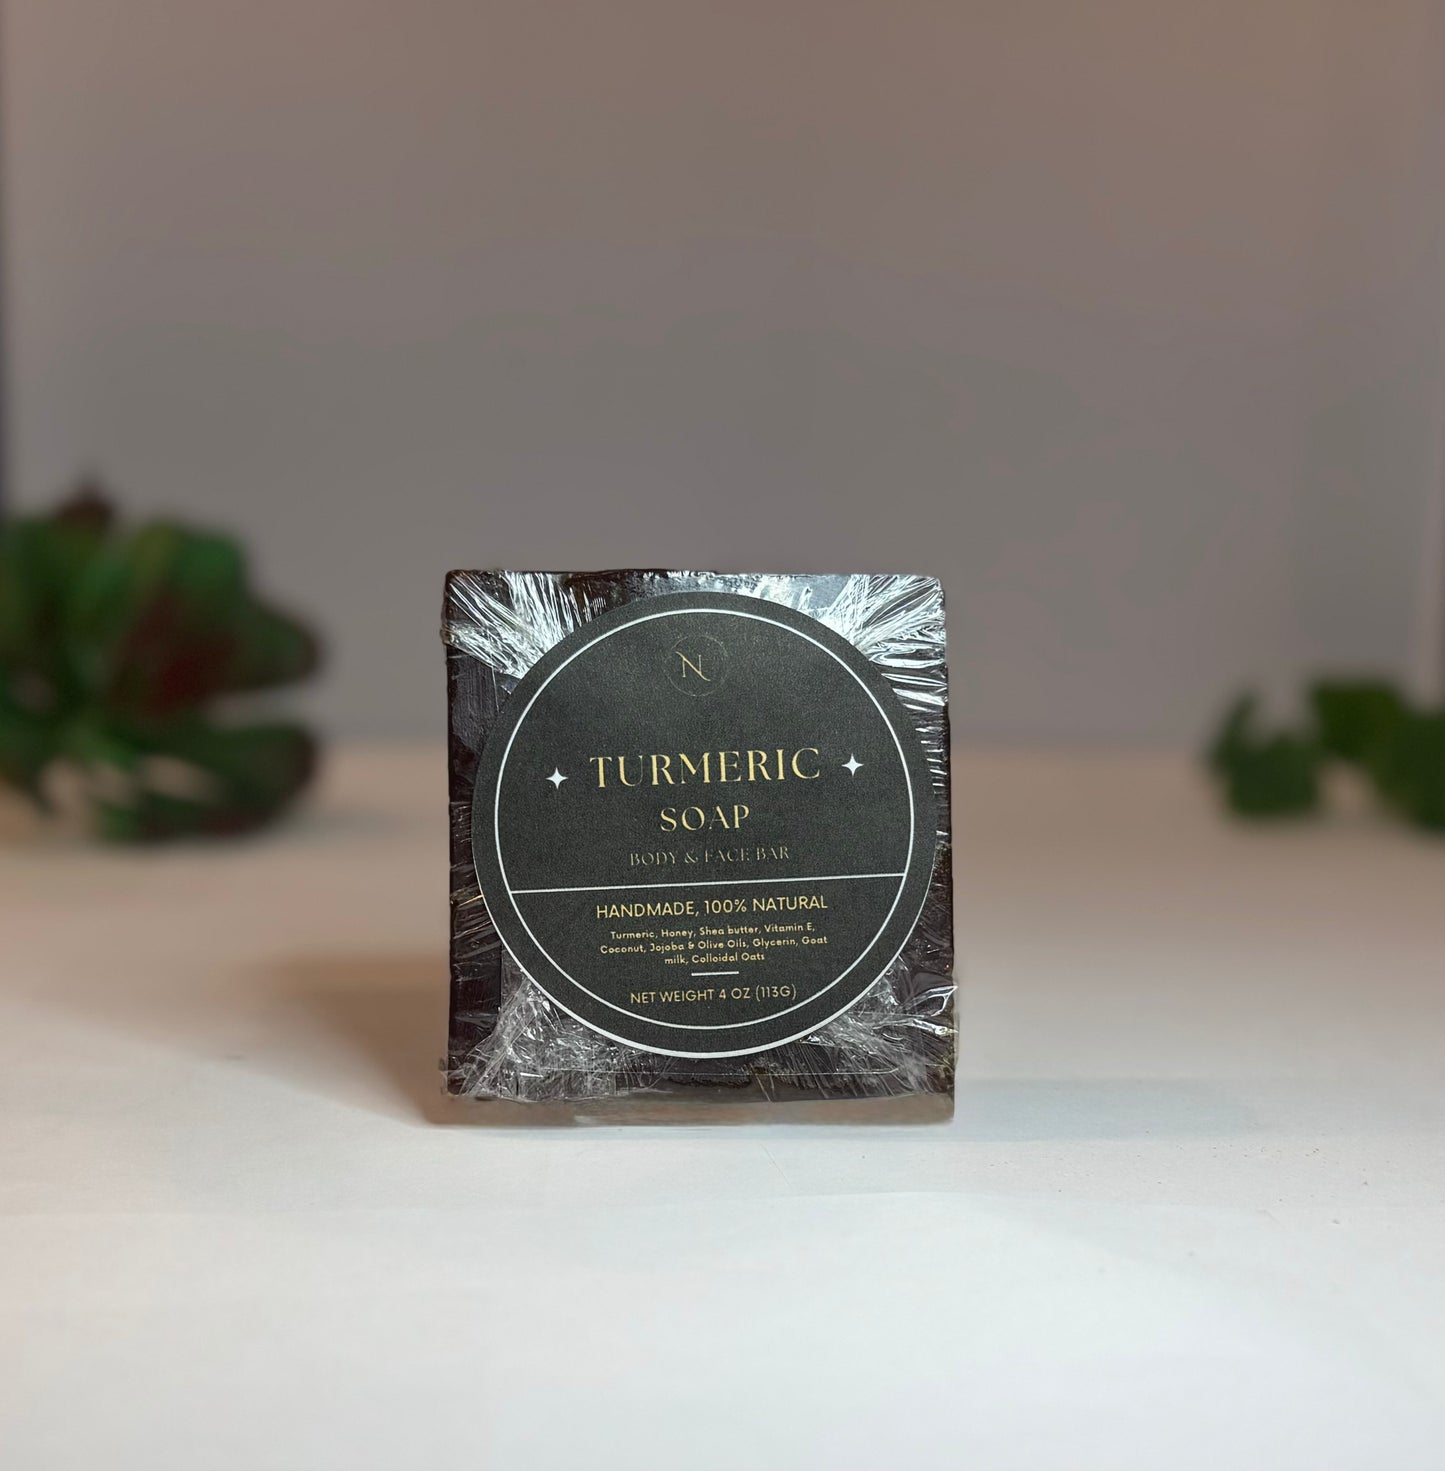 N
TURMERIC
SOAP
BODY & FACE BAR
HANDMADE, 100% NATURAL
Turmeric, Honey, Shea butter, Vitamin E,
Coconut, Jojoba & Olive Oils, Glycerin, Goat
milk, Colloidal Oats
NET WEIGHT 4 OZ (113G)